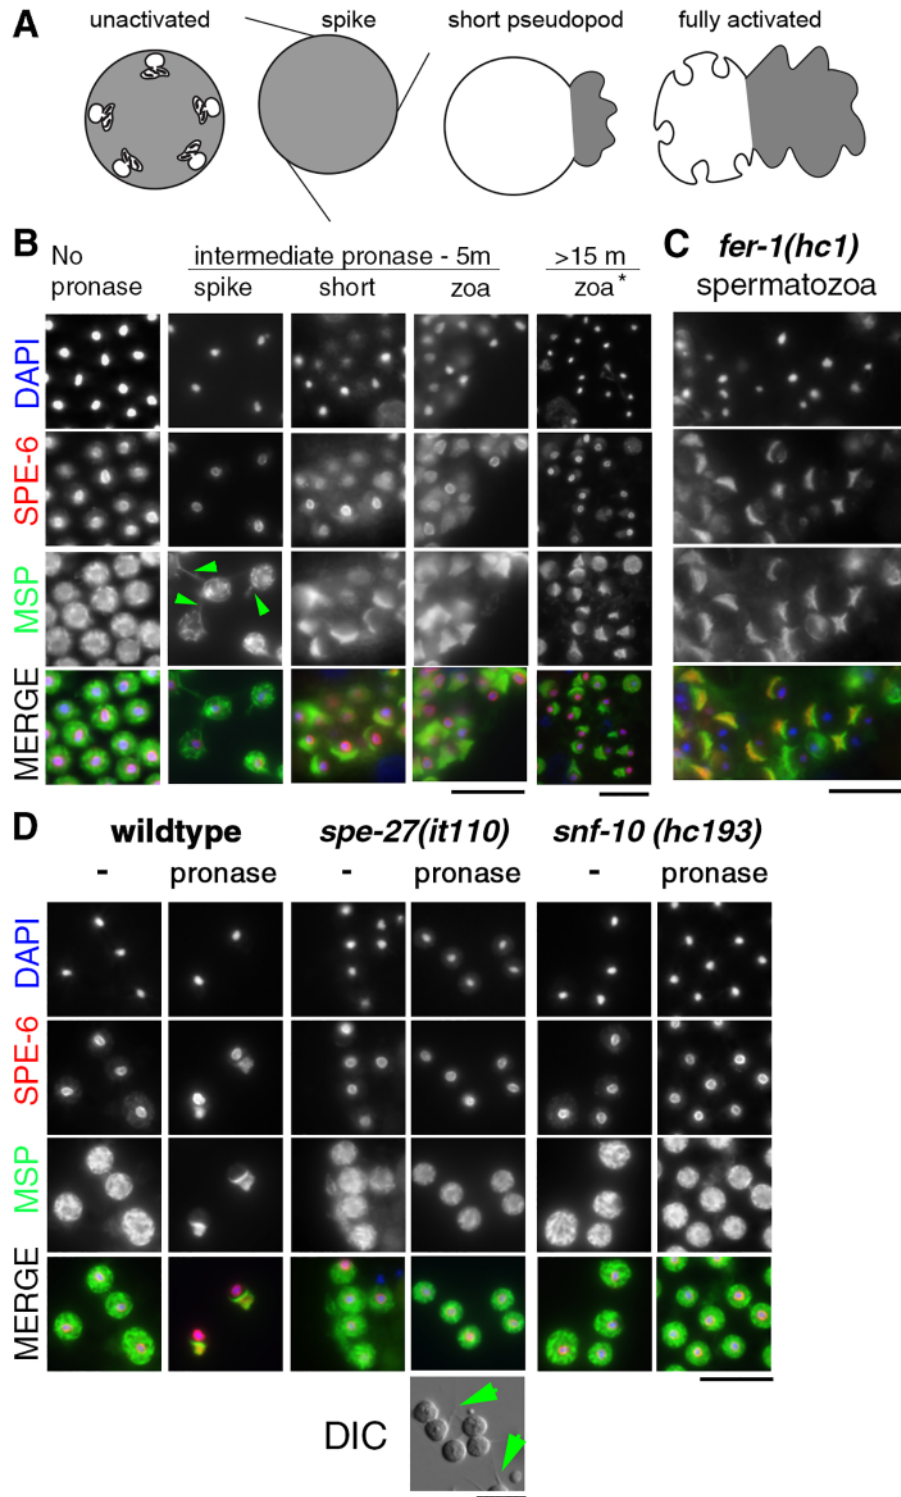 A
unactivated
spike
short pseudopod
fully activated
B
No pronase
intermediate pronase - 5m
>15 m
spike
short
zoa
zoa*
C
fer-1(hc1)
spermatozoa
DAPI
SPE-6
MSP
MERGE
D
wildtype
spe-27(it110)
snf-10 (hc193)
-
pronase
-
pronase
-
pronase
DAPI
SPE-6
MSP
MERGE
DIC